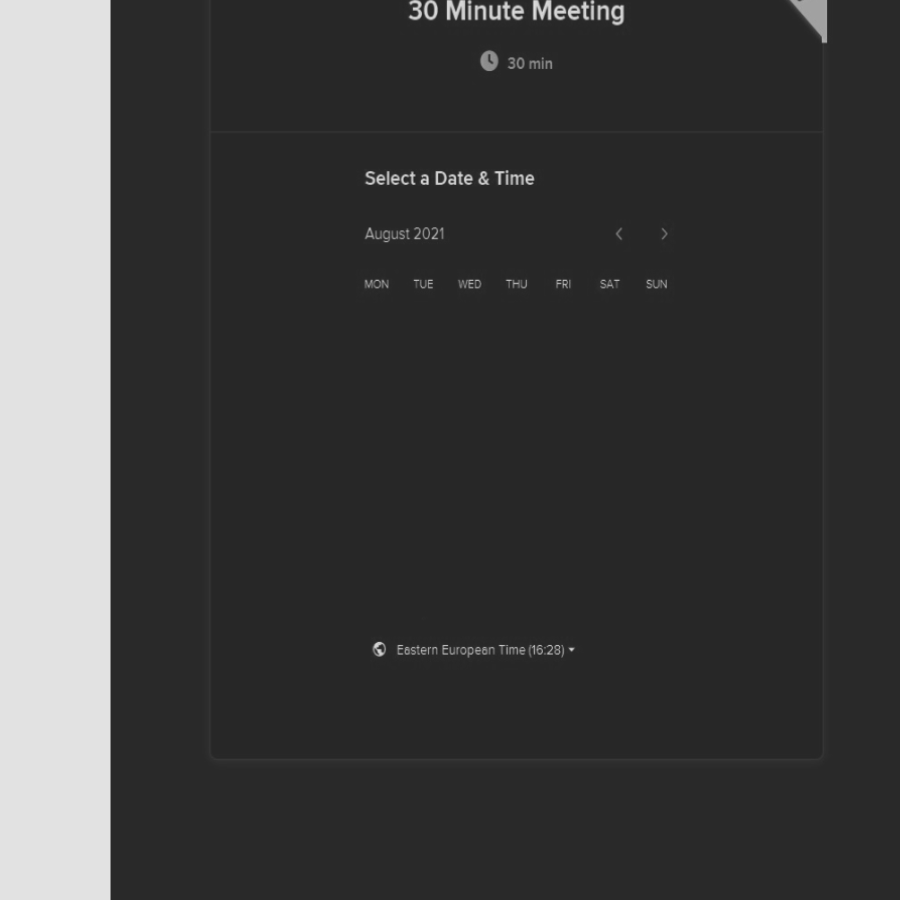 30 Minute Meeting
30 min
Select a Date & Time
August 2021
MON TUE WED THU FRI SAT SUN
Eastern European Time (16:28)